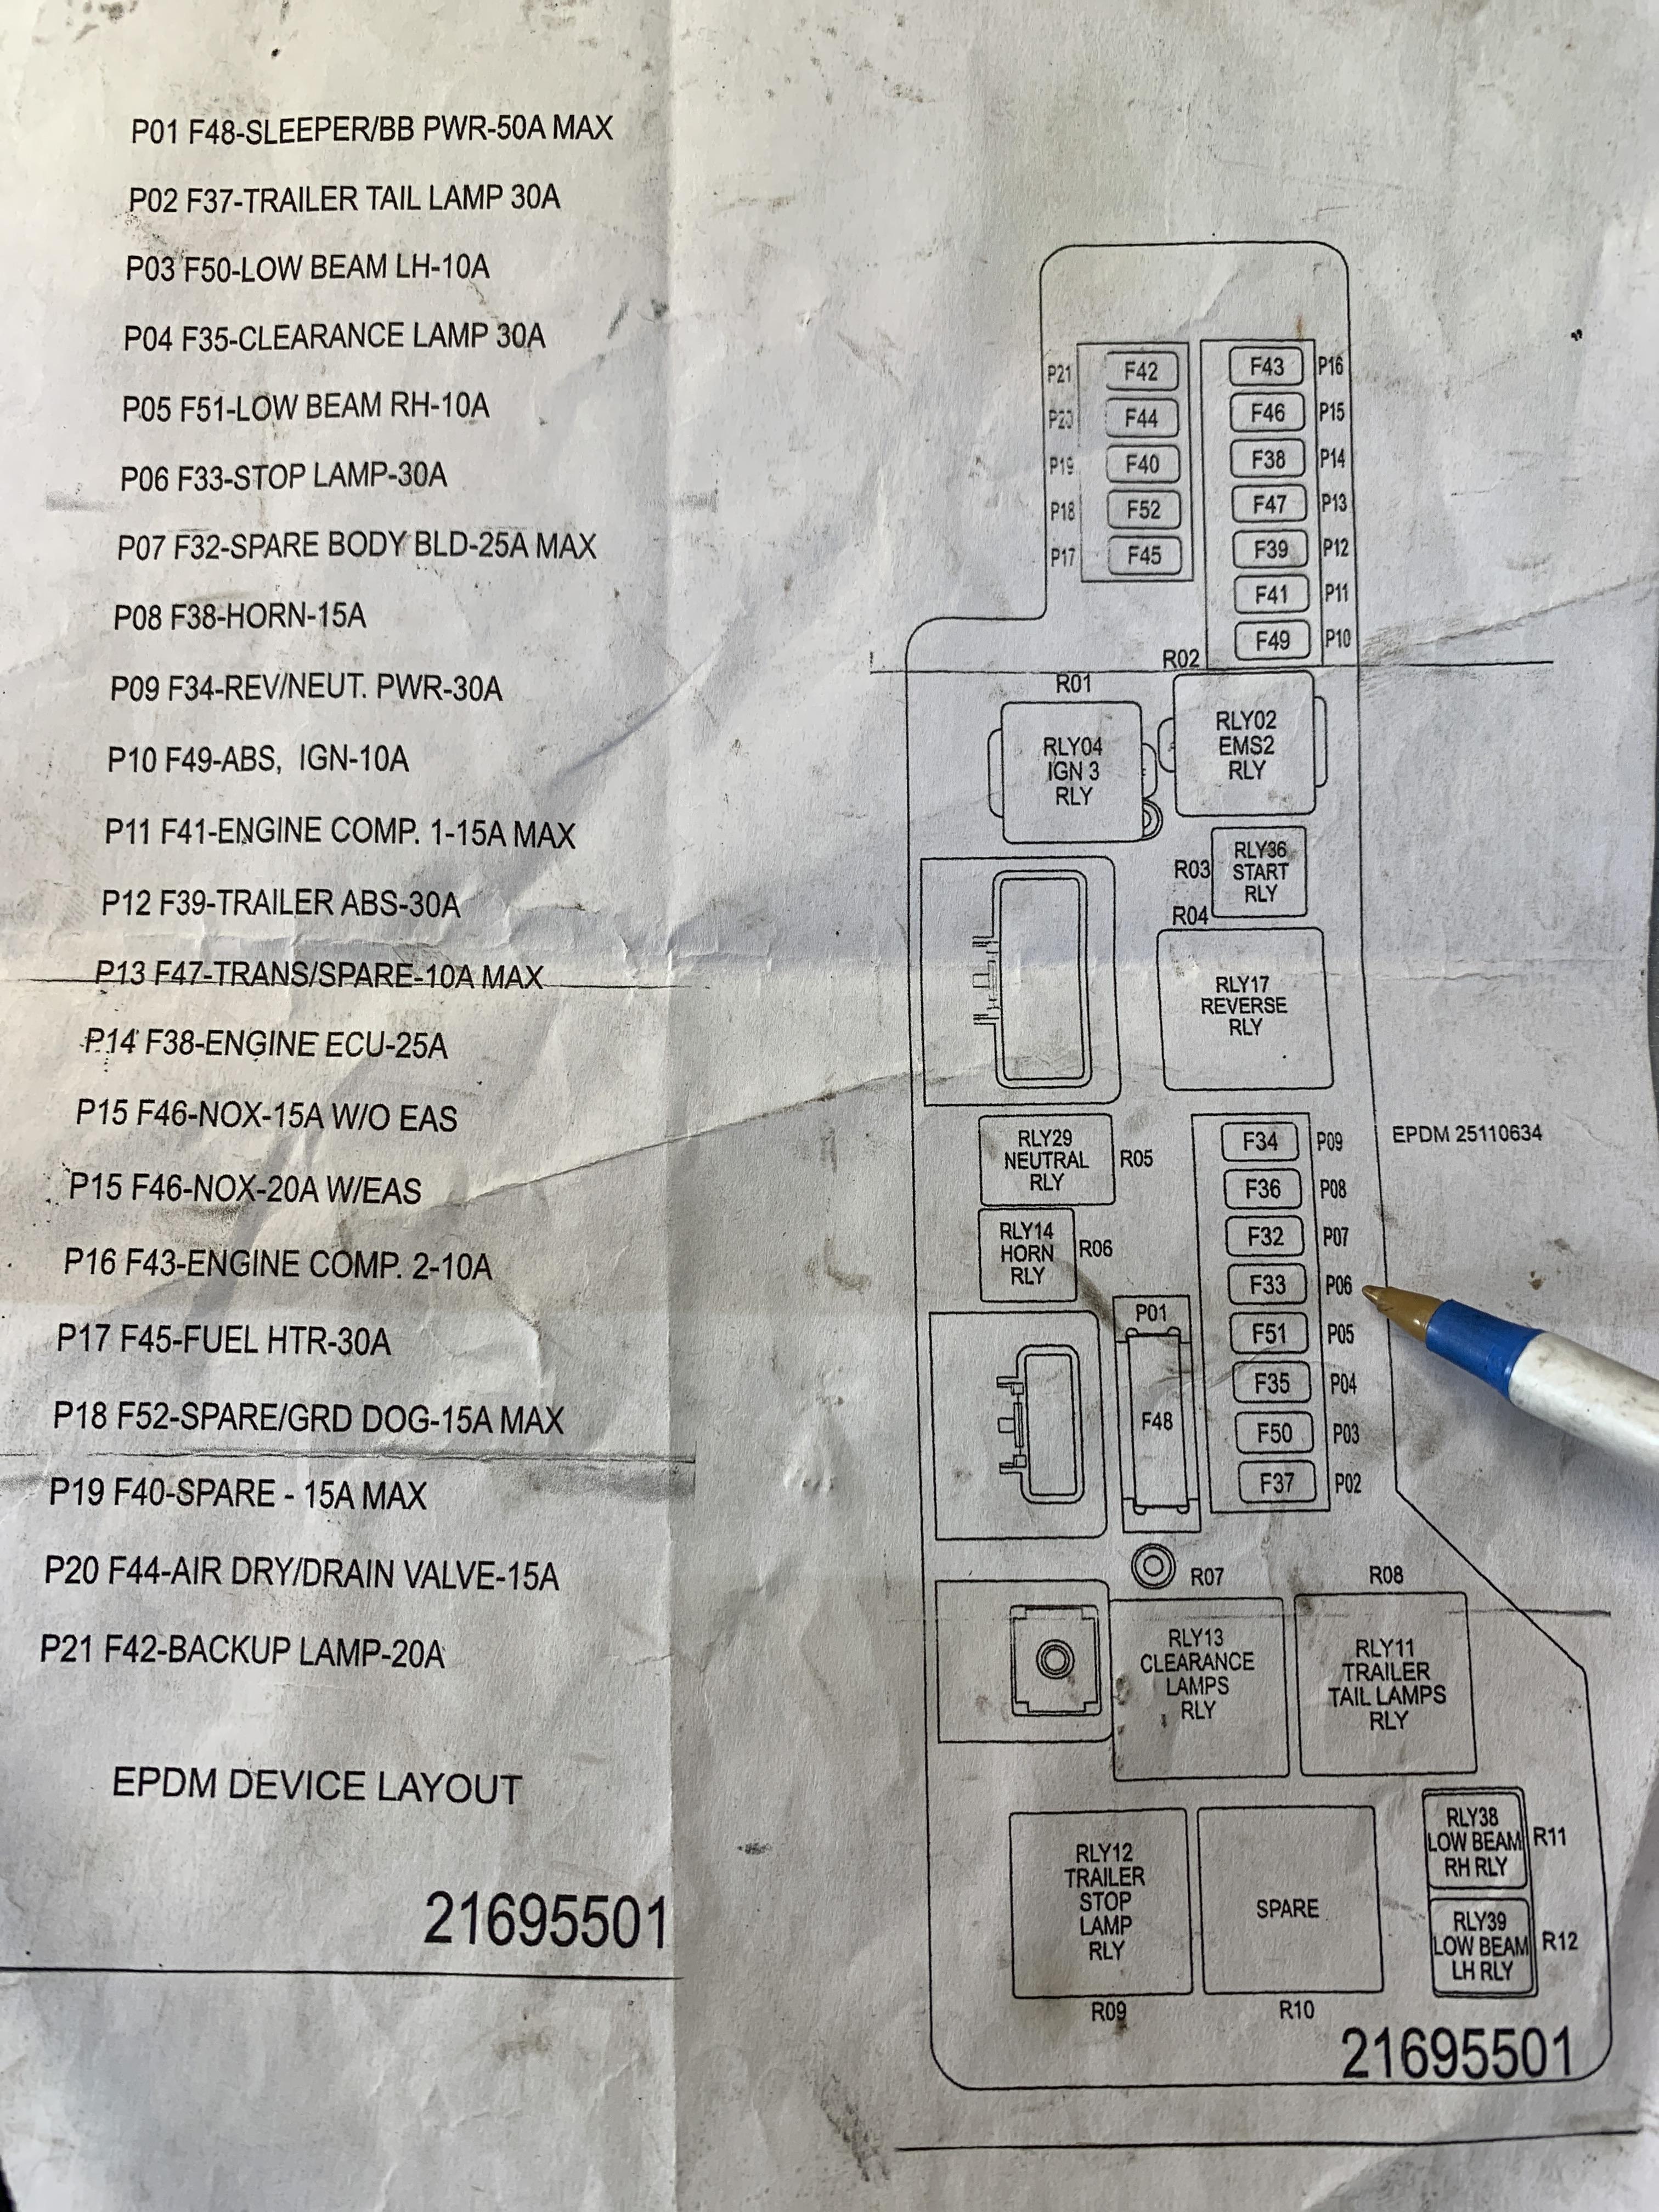 P01 F48-SLEEPER/BB PWR-50A MAX
P02 F37-TRAILER TAIL LAMP 30A
P03 F50-LOW BEAM LH-10A
P04 F35-CLEARANCE LAMP 30A
P05 F51-LOW BEAM RH-10A
P06 F33-STOP LAMP-30A
P07 F32-SPARE BODY BLD-25A MAX
P08 F38-HORN-15A
P09 F34-REV/NEUT. PWR-30A
P10 F49-ABS, IGN-10A
P11 F41-ENGINE COMP. 1-15A MAX
P12 F39-TRAILER ABS-30A
P13 F47-TRANS/SPARE-10A MAX
P14 F38-ENGINE ECU-25A
P15 F46-NOX-15A W/O EAS
P15 F46-NOX-20A W/EAS
P16 F43-ENGINE COMP. 2-10A
P17 F45-FUEL HTR-30A
P18 F52-SPARE/GRD DOG-15A MAX
P19 F40-SPARE - 15A MAX
P20 F44-AIR DRY/DRAIN VALVE-15A
P21 F42-BACKUP LAMP-20A
EPDM DEVICE LAYOUT
21695501
P21 F42 F43 P16
P20 F44 F46 P15
P19 F40 F38 P14
P18 F52 F47 P13
P17 F45 F39 P12
F41 P11
F49 P10
R02
R01
RLY04
IGN 3
RLY
RLY02
EMS2
RLY
R03
RLY36
START
RLY
R04
RLY17
REVERSE
RLY
RLY29
NEUTRAL
RLY
R05
RLY14
HORN
RLY
R06
F34 P09
F36 P08
F32 P07
F33 P06
F51 P05
F35 P04
F50 P03
F37 P02
EPDM 25110634
P01
F48
R07
R08
RLY13
CLEARANCE
LAMPS
RLY
RLY11
TRAILER
TAIL LAMPS
RLY
RLY12
TRAILER
STOP
LAMP
RLY
R09
SPARE
R10
RLY38
LOW BEAM
RH RLY
R11
RLY39
LOW BEAM
LH RLY
R12
21695501